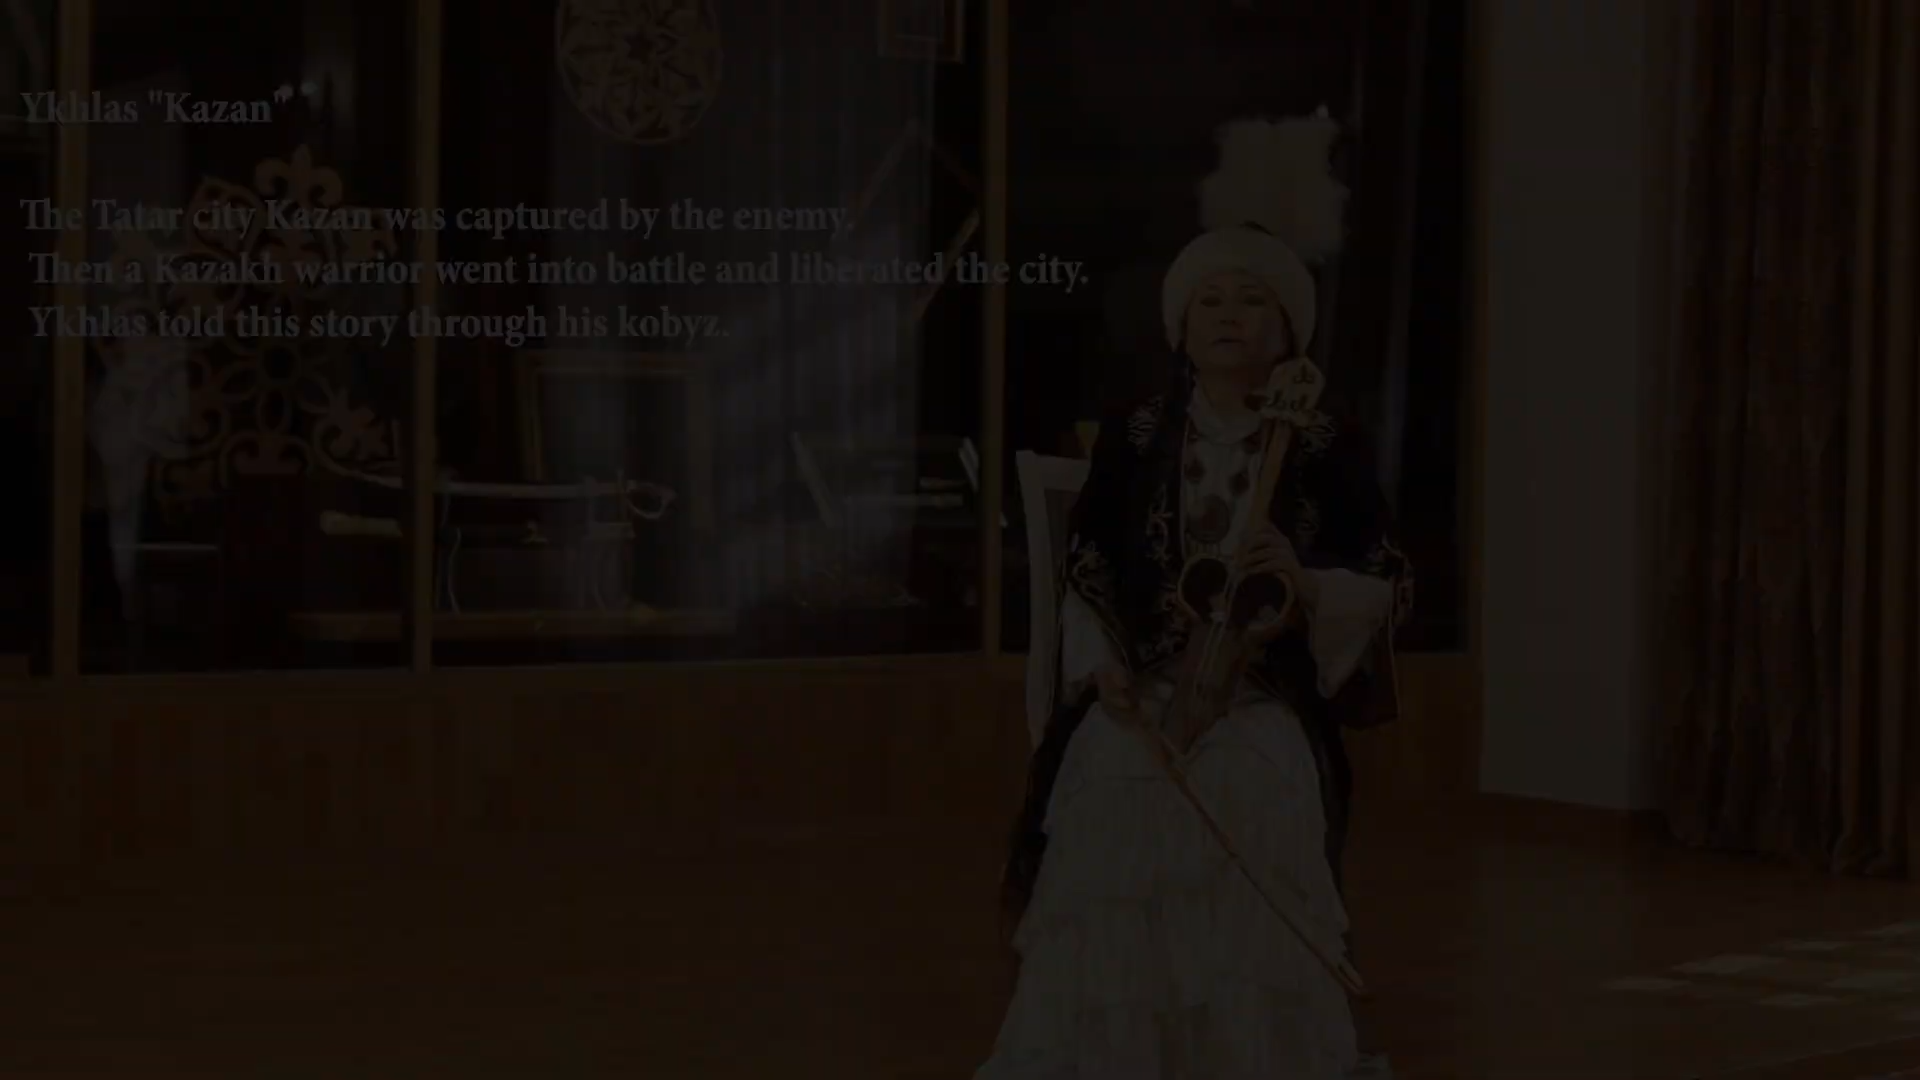 Ykhlas "Kazan"
The Tatar city Kazan was captured by the enemy.
Then a Kazakh warrior went into battle and liberated the city.
Ykhlas told this story through his kobyz.